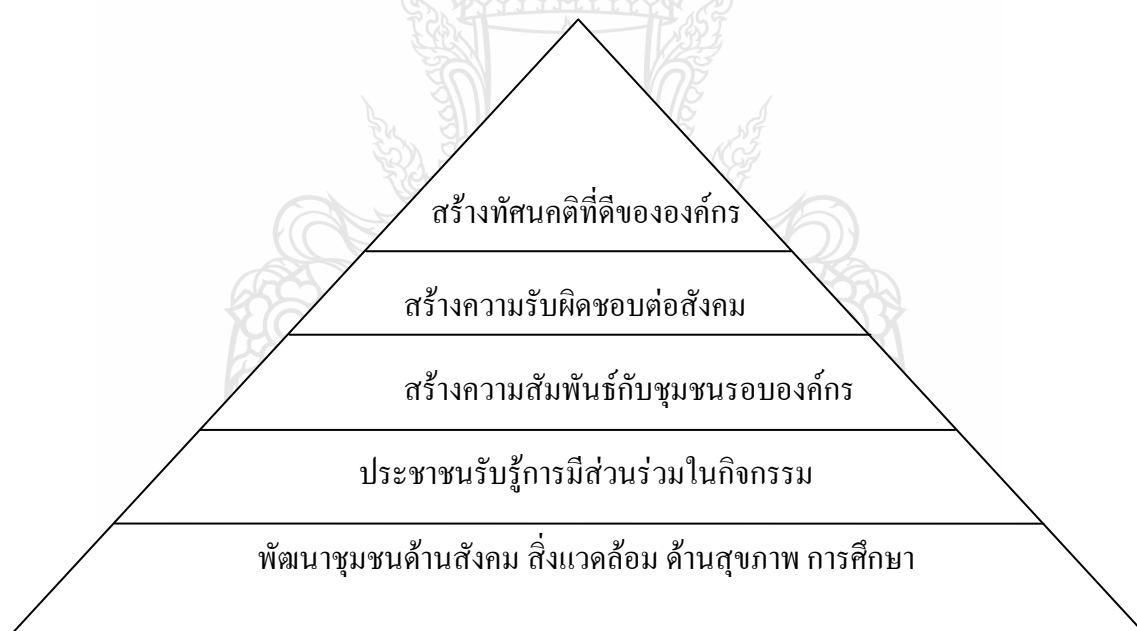 สร้างทัศนคติที่ดีขององค์กร
สร้างความรับผิดชอบต่อสังคม
สร้างความสัมพันธ์กับชุมชนรอบองค์กร
ประชาชนรับรู้การมีส่วนร่วมในกิจกรรม
พัฒนาชุมชนด้านสังคม สิ่งแวดล้อม ด้านสุขภาพ การศึกษา